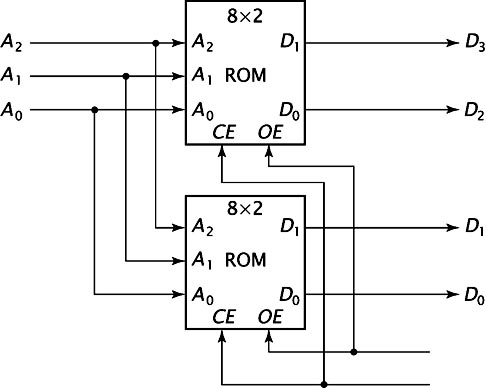 8×2
A₂ A₂ D₁ D₃
A₁ A₁ ROM
A₀ A₀ D₀ D₂
CE OE
8×2
A₂ D₁ D₁
A₁ ROM
A₀ D₀ D₀
CE OE